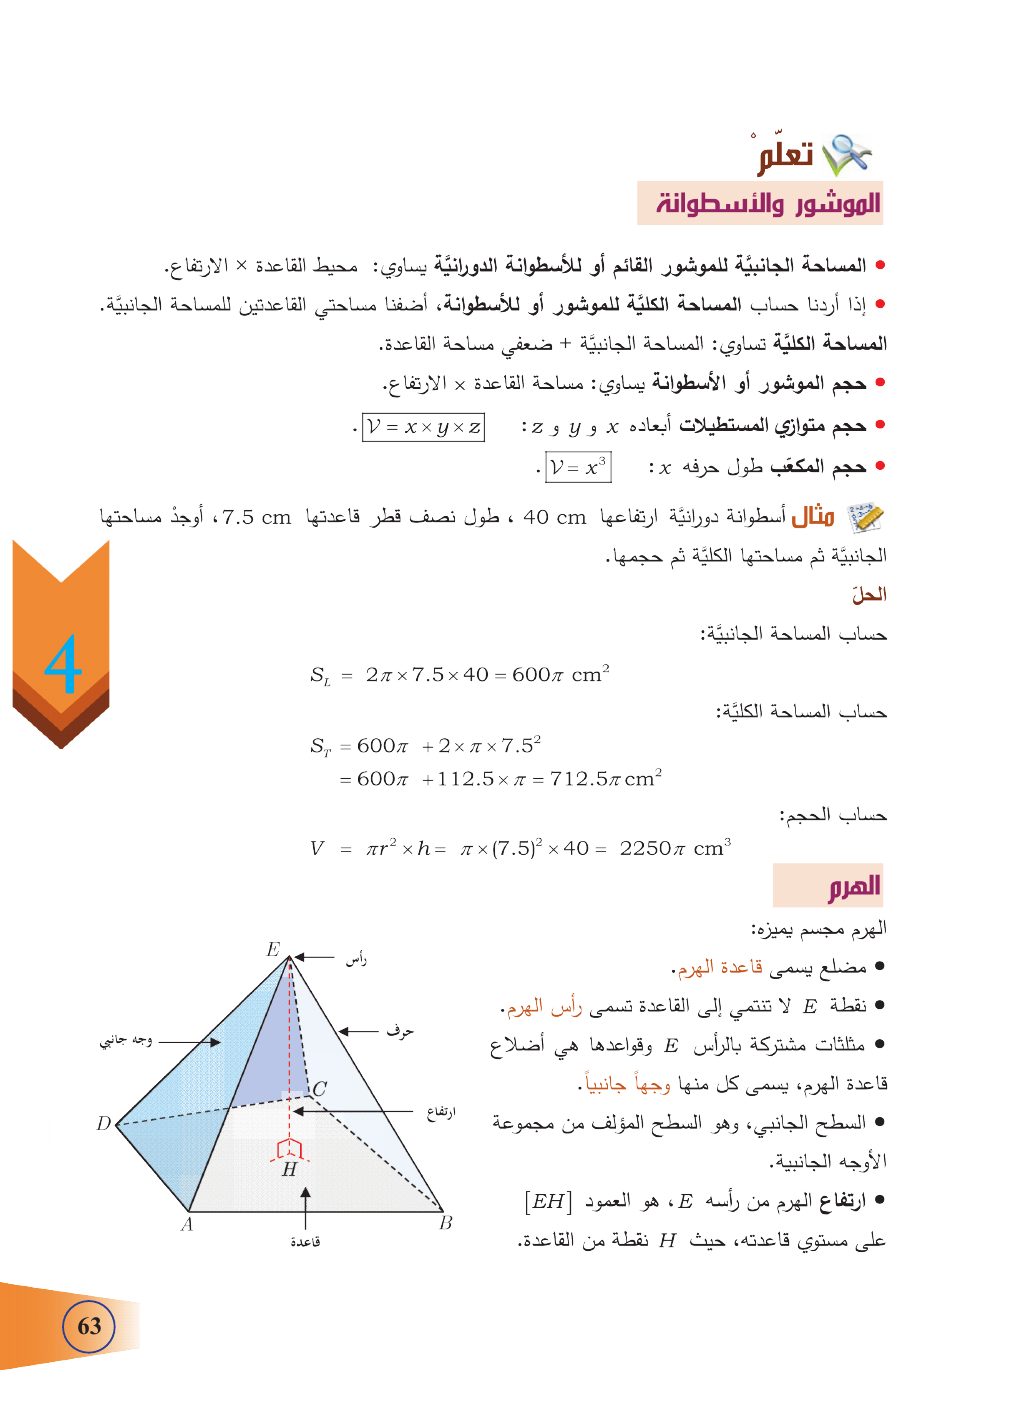 تعلّمْ
الموشور والأسطوانة
• المساحة الجانبيَّة للموشور القائم أو للأسطوانة الدورانيَّة يساوي: محيط القاعدة × الارتفاع.
• إذا أردنا حساب المساحة الكليَّة للموشور أو للأسطوانة، أضفنا مساحتي القاعدتين للمساحة الجانبيَّة.
المساحة الكليَّة تساوي: المساحة الجانبيَّة + ضعفي مساحة القاعدة.
• حجم الموشور أو الأسطوانة يساوي: مساحة القاعدة × الارتفاع.
• حجم متوازي المستطيلات أبعاده x و y و z: V = x × y × z.
• حجم المكعّب طول حرفه x: V = x³.
مثال أسطوانة دورانيَّة ارتفاعها 40 cm ، طول نصف قطر قاعدتها 7.5 cm، أوجدْ مساحتها
الجانبيَّة ثم مساحتها الكليَّة ثم حجمها.
الحلّ
حساب المساحة الجانبيَّة:
S_L = 2π × 7.5 × 40 = 600π cm²
حساب المساحة الكليَّة:
S_T = 600π + 2 × π × 7.5²
= 600π + 112.5 × π = 712.5π cm²
حساب الحجم:
V = πr² × h = π × (7.5)² × 40 = 2250π cm³
4
الهرم
الهرم مجسم يميزه:
• مضلع يسمى قاعدة الهرم.
• نقطة E لا تنتمي إلى القاعدة تسمى رأس الهرم.
• مثلثات مشتركة بالرأس E وقواعدها هي أضلاع
قاعدة الهرم، يسمى كل منها وجهاً جانبياً.
• السطح الجانبي، وهو السطح المؤلف من مجموعة
الأوجه الجانبية.
• ارتفاع الهرم من رأسه E، هو العمود [EH]
على مستوي قاعدته، حيث H نقطة من القاعدة.
E
رأس
حرف
وجه جانبي
C
ارتفاع
D
H
A
B
قاعدة
63